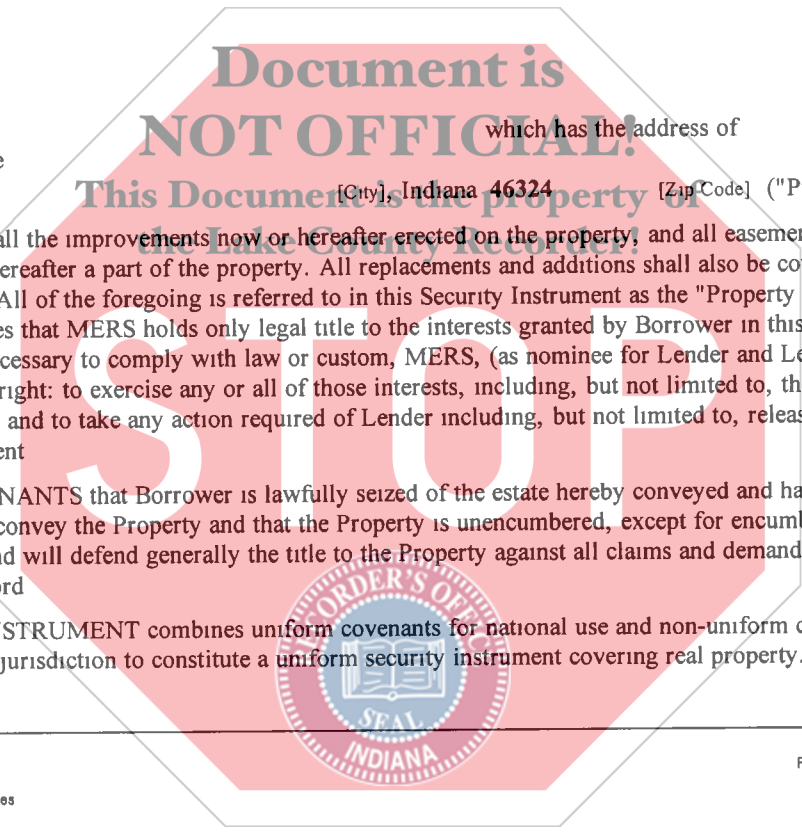 Document is
NOT OFFICIAL!
which has the address of
e
This Document is the property of
[City], Indiana 46324 [Zip Code] ("P
the Lake County Recorder!
all the improvements now or hereafter erected on the property, and all easemen
ereafter a part of the property. All replacements and additions shall also be co
All of the foregoing is referred to in this Security Instrument as the "Property
es that MERS holds only legal title to the interests granted by Borrower in this
cessary to comply with law or custom, MERS, (as nominee for Lender and Le
right: to exercise any or all of those interests, including, but not limited to, th
and to take any action required of Lender including, but not limited to, releas
ent
STOP
NANTS that Borrower is lawfully seized of the estate hereby conveyed and ha
convey the Property and that the Property is unencumbered, except for encumb
nd will defend generally the title to the Property against all claims and demand
ord
STRUMENT combines uniform covenants for national use and non-uniform c
jurisdiction to constitute a uniform security instrument covering real property.
RECORDER'S OFFICE
SEAL
INDIANA
es